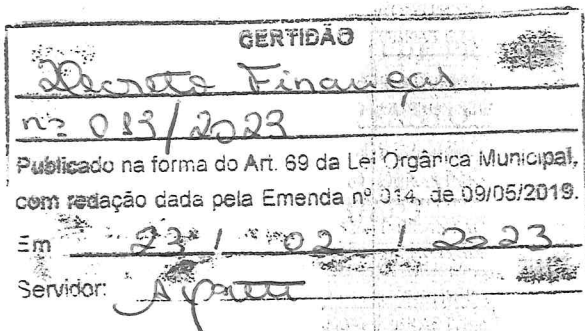 CERTIDÃO
Decreto Finanças
nº 013/2023
Publicado na forma do Art. 69 da Lei Orgânica Municipal,
com redação dada pela Emenda nº 014, de 09/05/2019.
Em 23 / 02 / 2023
Servidor: